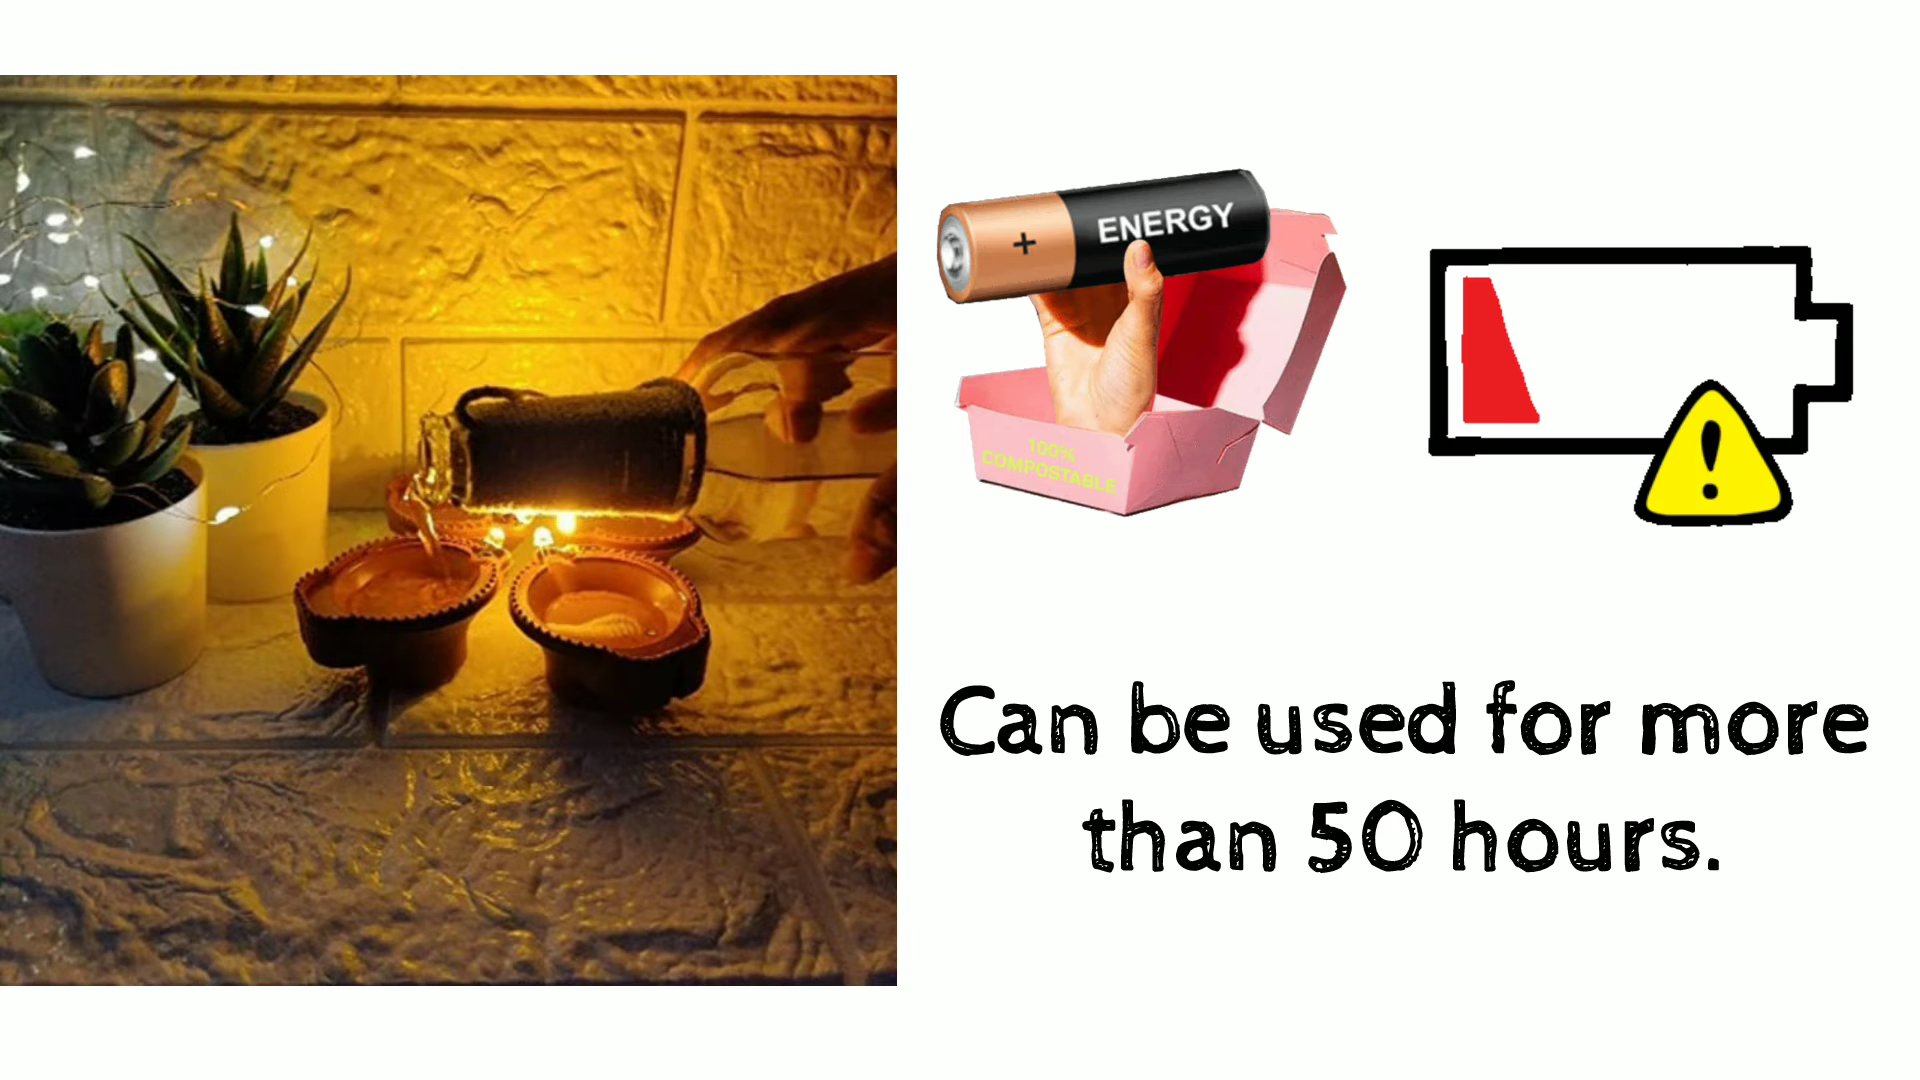 + ENERGY
100%
COMPOSTABLE
Can be used for more
than 50 hours.